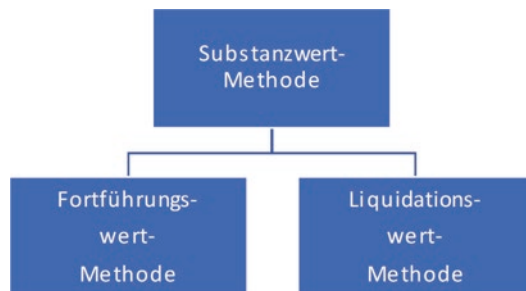 Substanzwert-
Methode
Fortführungs-
wert-
Methode
Liquidations-
wert-
Methode